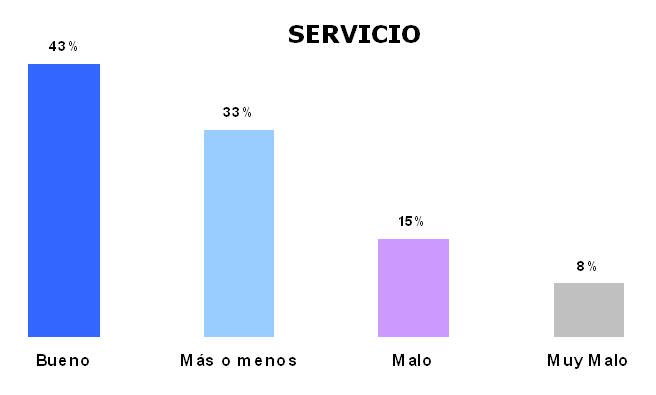 SERVICIO
43%
33%
15%
8%
Bueno
Más o menos
Malo
Muy Malo